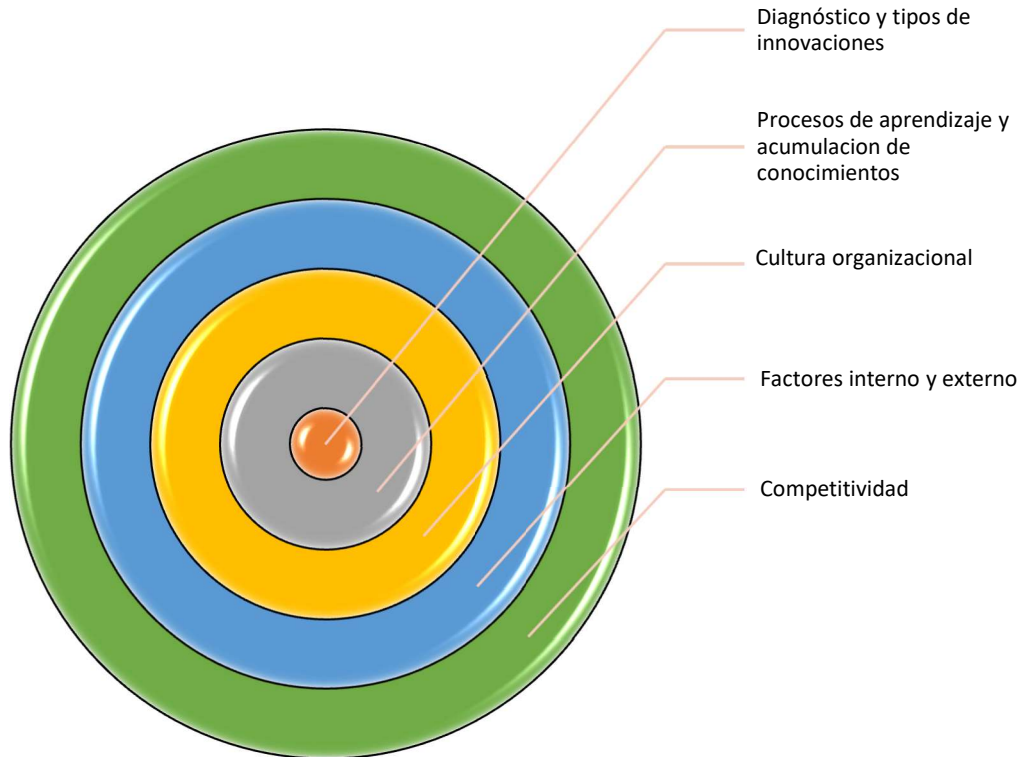 Diagnóstico y tipos de
innovaciones
Procesos de aprendizaje y
acumulacion de
conocimientos
Cultura organizacional
Factores interno y externo
Competitividad